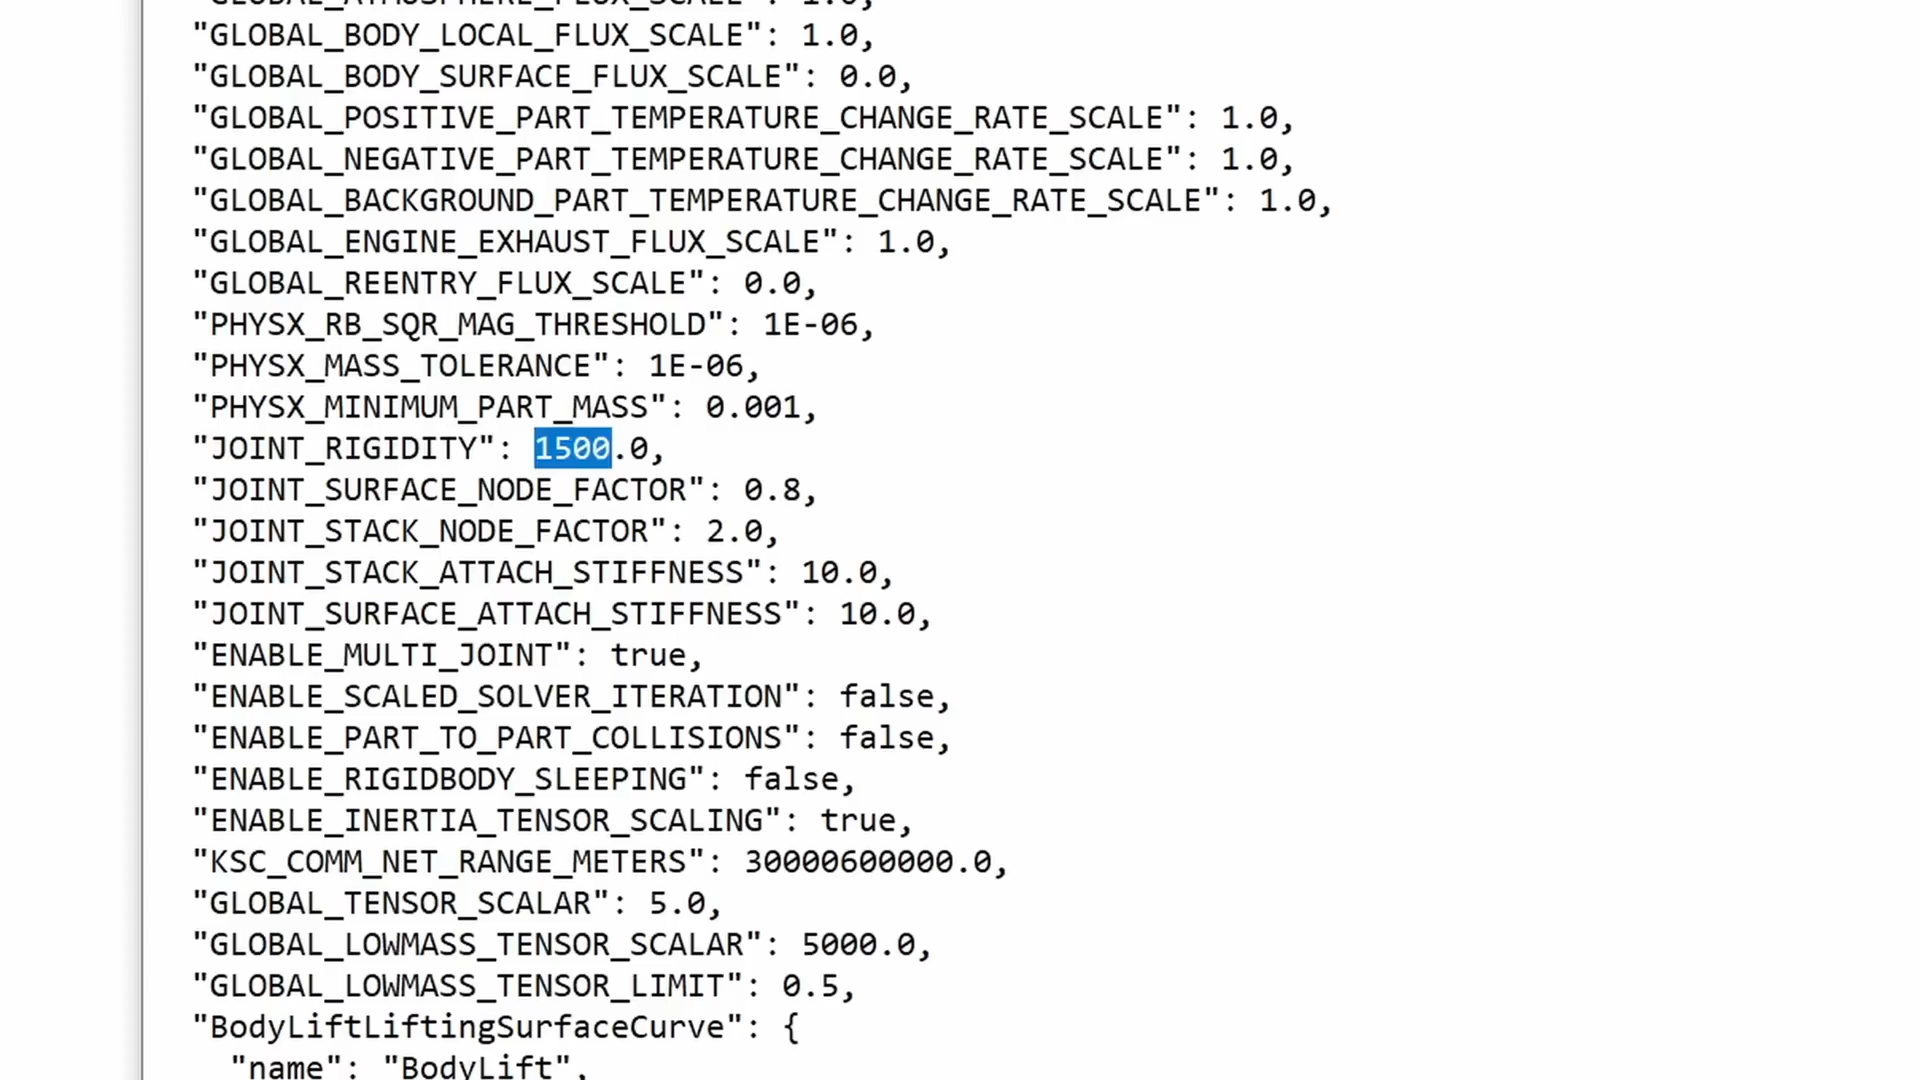 "GLOBAL_ATMOSPHERE_FLUX_SCALE": 1.0,
"GLOBAL_BODY_LOCAL_FLUX_SCALE": 1.0,
"GLOBAL_BODY_SURFACE_FLUX_SCALE": 0.0,
"GLOBAL_POSITIVE_PART_TEMPERATURE_CHANGE_RATE_SCALE": 1.0,
"GLOBAL_NEGATIVE_PART_TEMPERATURE_CHANGE_RATE_SCALE": 1.0,
"GLOBAL_BACKGROUND_PART_TEMPERATURE_CHANGE_RATE_SCALE": 1.0,
"GLOBAL_ENGINE_EXHAUST_FLUX_SCALE": 1.0,
"GLOBAL_REENTRY_FLUX_SCALE": 0.0,
"PHYSX_RB_SQR_MAG_THRESHOLD": 1E-06,
"PHYSX_MASS_TOLERANCE": 1E-06,
"PHYSX_MINIMUM_PART_MASS": 0.001,
"JOINT_RIGIDITY": 1500.0,
"JOINT_SURFACE_NODE_FACTOR": 0.8,
"JOINT_STACK_NODE_FACTOR": 2.0,
"JOINT_STACK_ATTACH_STIFFNESS": 10.0,
"JOINT_SURFACE_ATTACH_STIFFNESS": 10.0,
"ENABLE_MULTI_JOINT": true,
"ENABLE_SCALED_SOLVER_ITERATION": false,
"ENABLE_PART_TO_PART_COLLISIONS": false,
"ENABLE_RIGIDBODY_SLEEPING": false,
"ENABLE_INERTIA_TENSOR_SCALING": true,
"KSC_COMM_NET_RANGE_METERS": 30000600000.0,
"GLOBAL_TENSOR_SCALAR": 5.0,
"GLOBAL_LOWMASS_TENSOR_SCALAR": 5000.0,
"GLOBAL_LOWMASS_TENSOR_LIMIT": 0.5,
"BodyLiftLiftingSurfaceCurve": {
"name": "BodyLift",